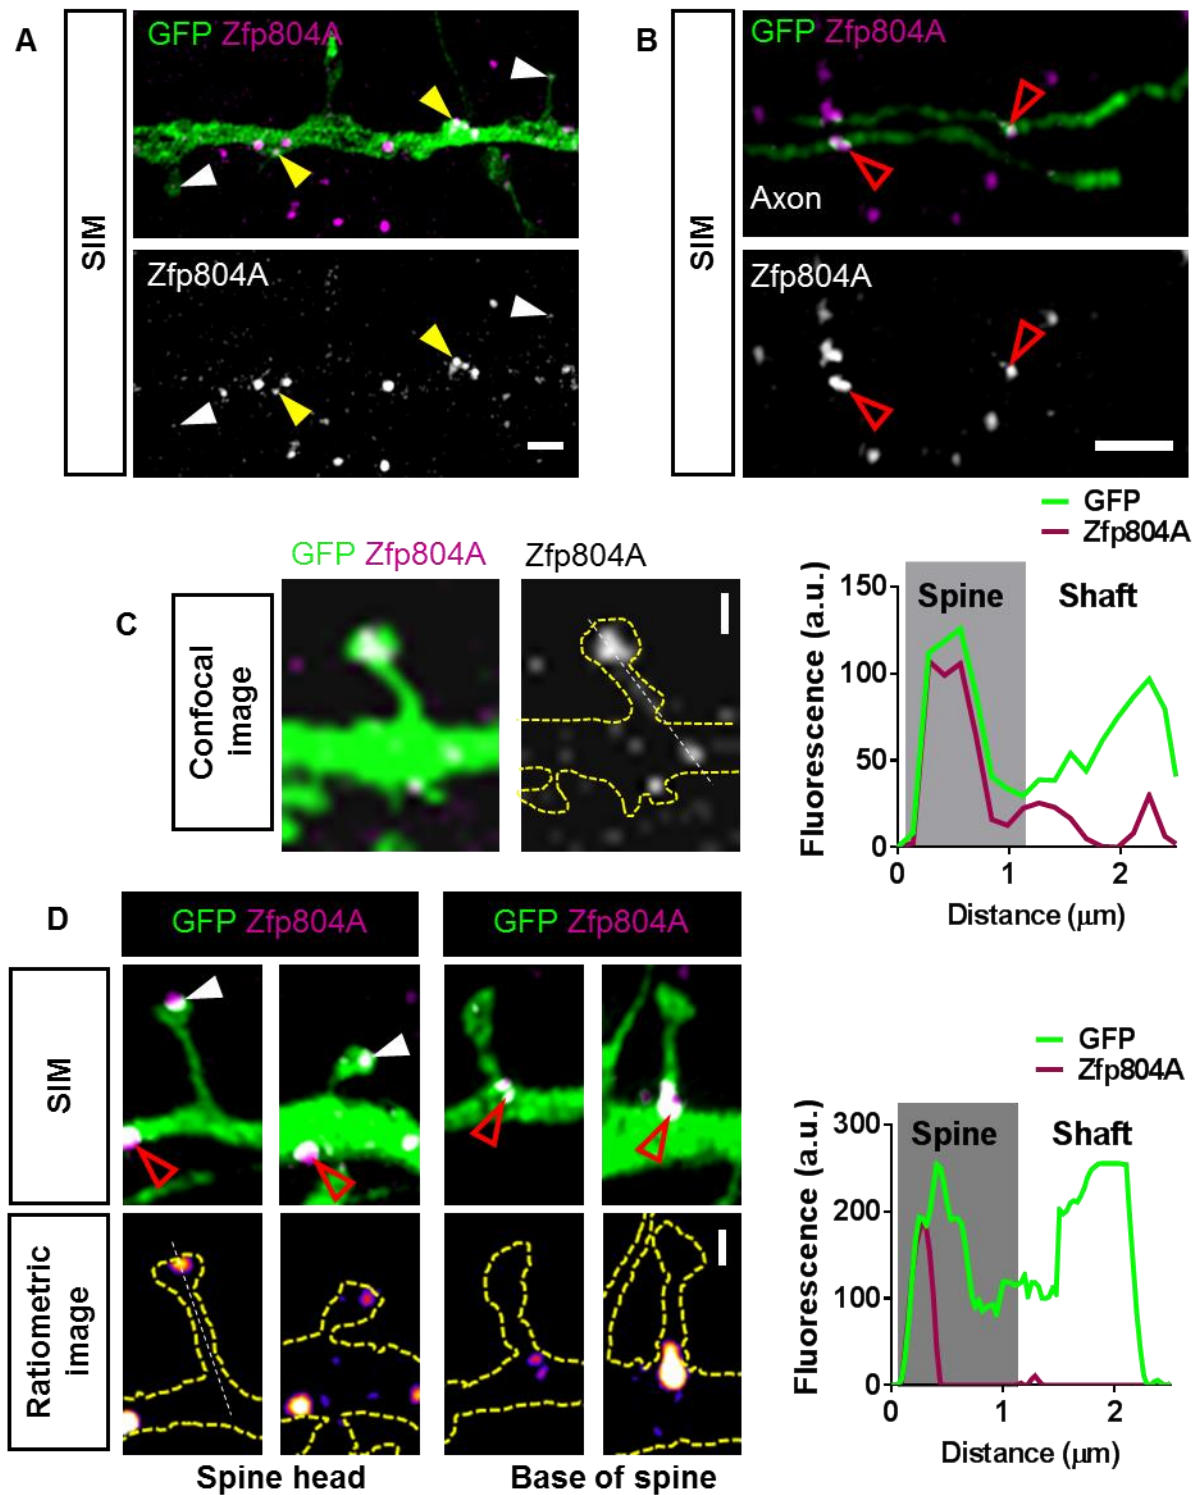 A
SIM
GFP Zfp804A
Zfp804A
B
SIM
GFP Zfp804A
Axon
Zfp804A
C
Confocal
image
GFP Zfp804A
Zfp804A
GFP
Zfp804A
Spine
Shaft
Fluorescence (a.u.)
150
100
50
0
0 1 2
Distance (μm)
D
GFP Zfp804A
GFP Zfp804A
SIM
Ratiometric
image
Spine head
Base of spine
GFP
Zfp804A
Spine
Shaft
Fluorescence (a.u.)
300
200
100
0
0 1 2
Distance (μm)